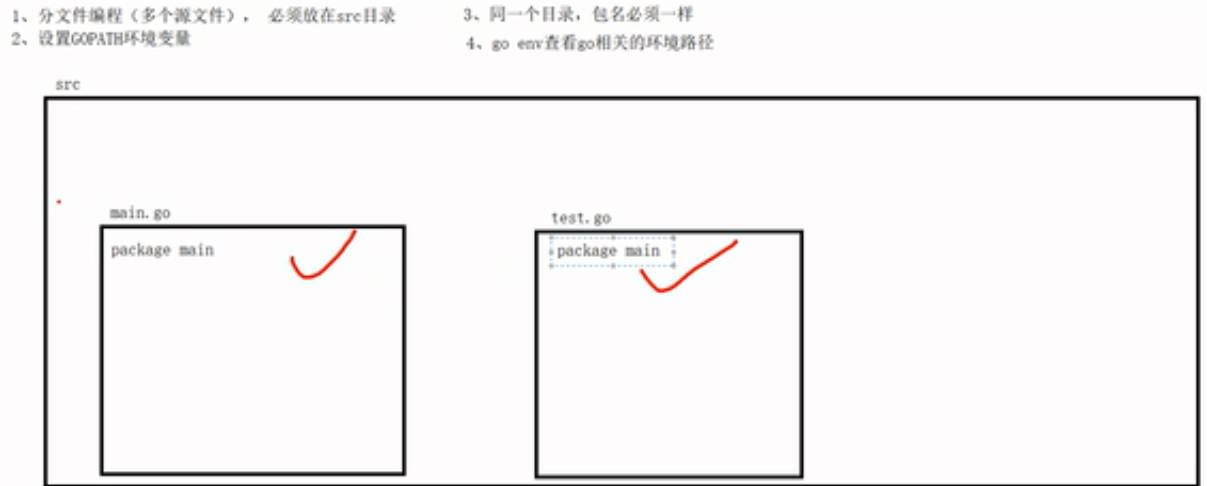 1、分文件编程（多个源文件）， 必须放在src目录
2、设置GOPATH环境变量
3、同一个目录，包名必须一样
4、go env查看go相关的环境路径
src
main.go
package main
test.go
package main